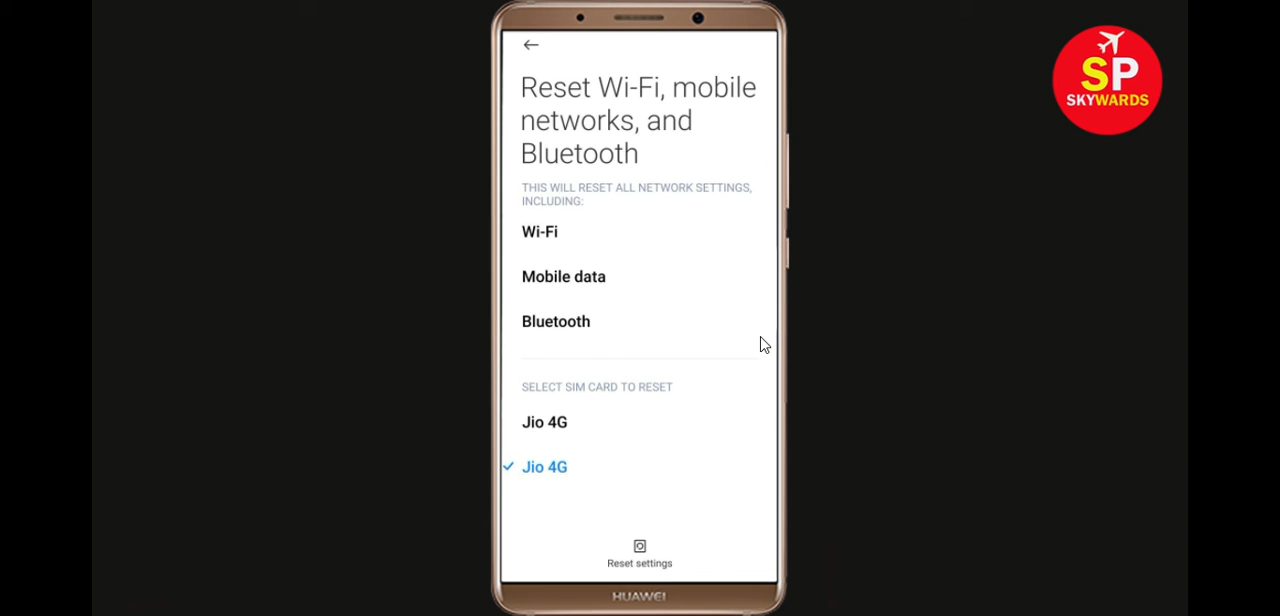 Reset Wi-Fi, mobile
networks, and
Bluetooth
THIS WILL RESET ALL NETWORK SETTINGS,
INCLUDING:
Wi-Fi
Mobile data
Bluetooth
SELECT SIM CARD TO RESET
Jio 4G
Jio 4G
Reset settings
HUAWEI
SP
SKYWARDS